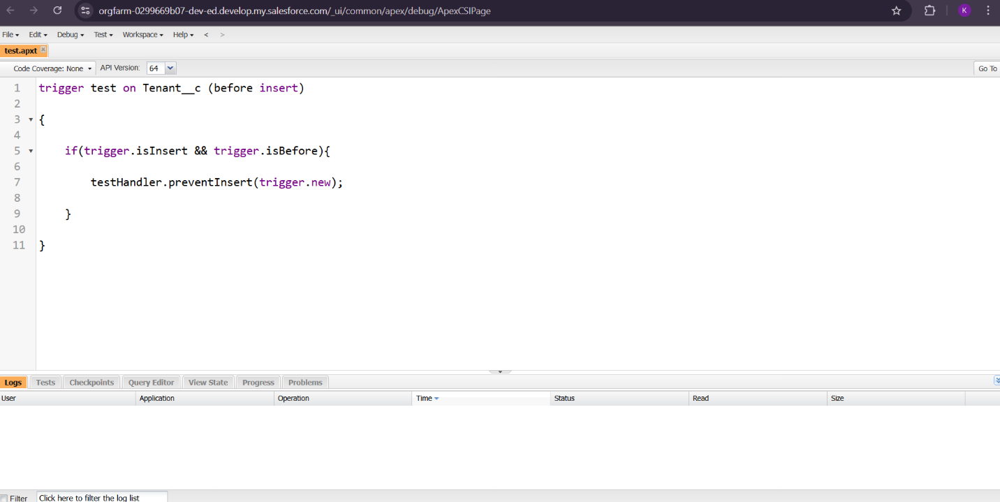 orgfarm-0299669b07-dev-ed.develop.my.salesforce.com/_ui/common/apex/debug/ApexCSIPage
K
File Edit Debug Test Workspace Help < >
test.apxt
Code Coverage: None API Version: 64 Go To
1 trigger test on Tenant__c (before insert)
2
3 {
4
5 if(trigger.isInsert && trigger.isBefore){
6
7 testHandler.preventInsert(trigger.new);
8
9 }
10
11 }
Logs Tests Checkpoints Query Editor View State Progress Problems
User Application Operation Time Status Read Size
Filter Click here to filter the log list